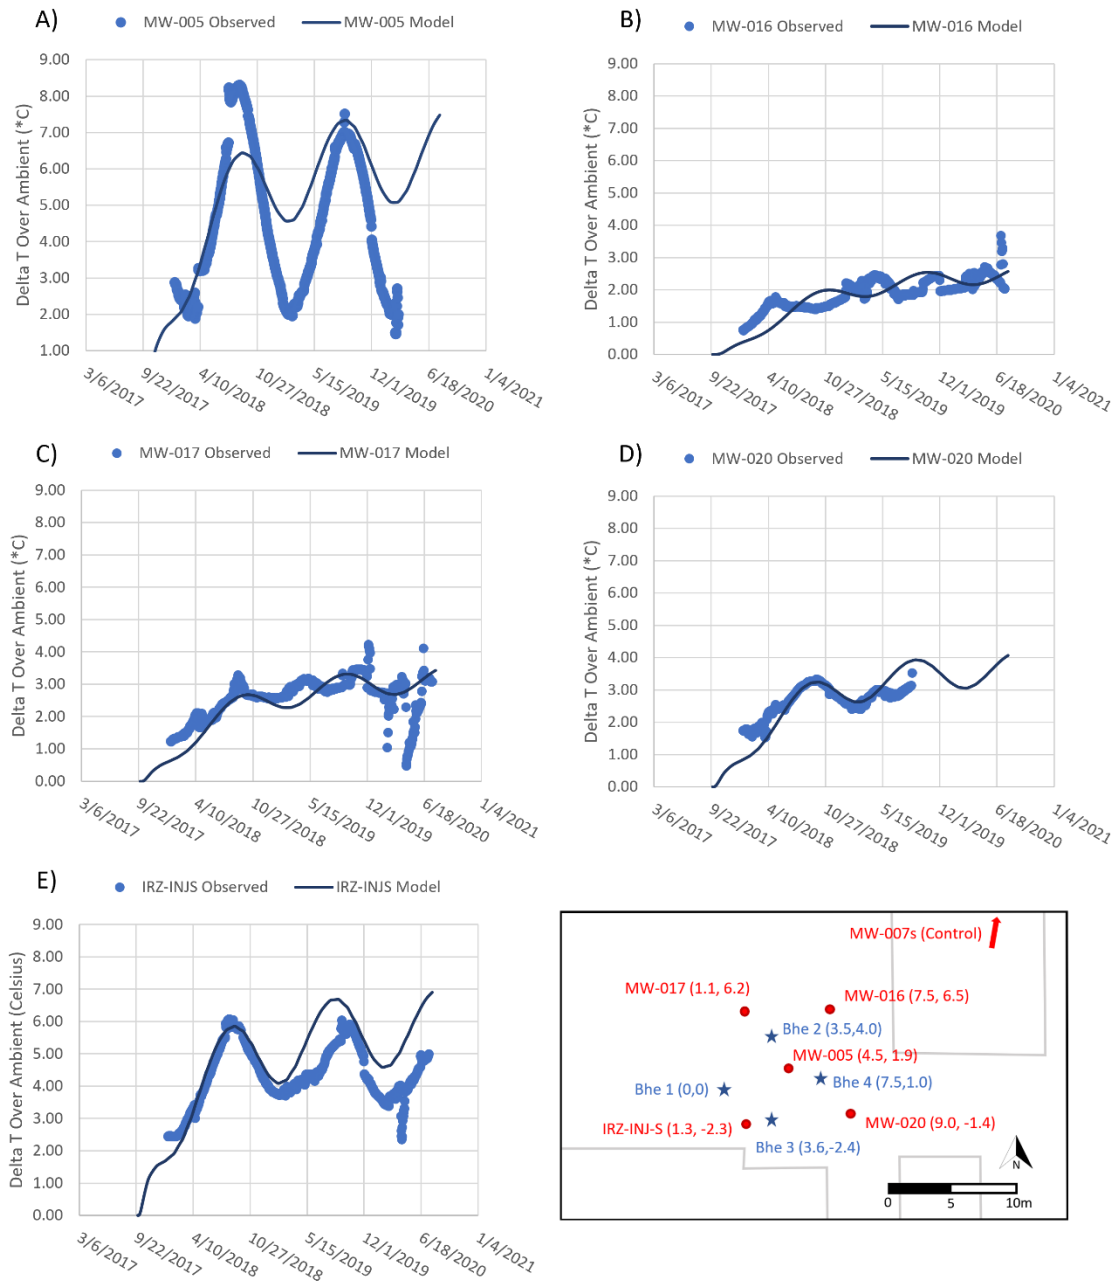 A)
MW-005 Observed MW-005 Model
9.00
8.00
7.00
6.00
5.00
4.00
3.00
2.00
1.00
Delta T Over Ambient (*C)
3/6/2017 9/22/2017 4/10/2018 10/27/2018 5/15/2019 12/1/2019 6/18/2020 1/4/2021
B)
MW-016 Observed MW-016 Model
9.00
8.00
7.00
6.00
5.00
4.00
3.00
2.00
1.00
0.00
Delta T Over Ambient (*C)
3/6/2017 9/22/2017 4/10/2018 10/27/2018 5/15/2019 12/1/2019 6/18/2020 1/4/2021
C)
MW-017 Observed MW-017 Model
9.00
8.00
7.00
6.00
5.00
4.00
3.00
2.00
1.00
0.00
Delta T Over Ambient (*C)
3/6/2017 9/22/2017 4/10/2018 10/27/2018 5/15/2019 12/1/2019 6/18/2020 1/4/2021
D)
MW-020 Observed MW-020 Model
9.00
8.00
7.00
6.00
5.00
4.00
3.00
2.00
1.00
0.00
Delta T Over Ambient (*C)
3/6/2017 9/22/2017 4/10/2018 10/27/2018 5/15/2019 12/1/2019 6/18/2020 1/4/2021
E)
IRZ-INJS Observed IRZ-INJS Model
9.00
8.00
7.00
6.00
5.00
4.00
3.00
2.00
1.00
0.00
Delta T Over Ambient (Celsius)
3/6/2017 9/22/2017 4/10/2018 10/27/2018 5/15/2019 12/1/2019 6/18/2020 1/4/2021
MW-007s (Control)
MW-017 (1.1, 6.2)
MW-016 (7.5, 6.5)
Bhe 2 (3.5,4.0)
MW-005 (4.5, 1.9)
Bhe 1 (0,0)
Bhe 4 (7.5,1.0)
IRZ-INJ-S (1.3, -2.3)
MW-020 (9.0, -1.4)
Bhe 3 (3.6,-2.4)
N
0 5 10m